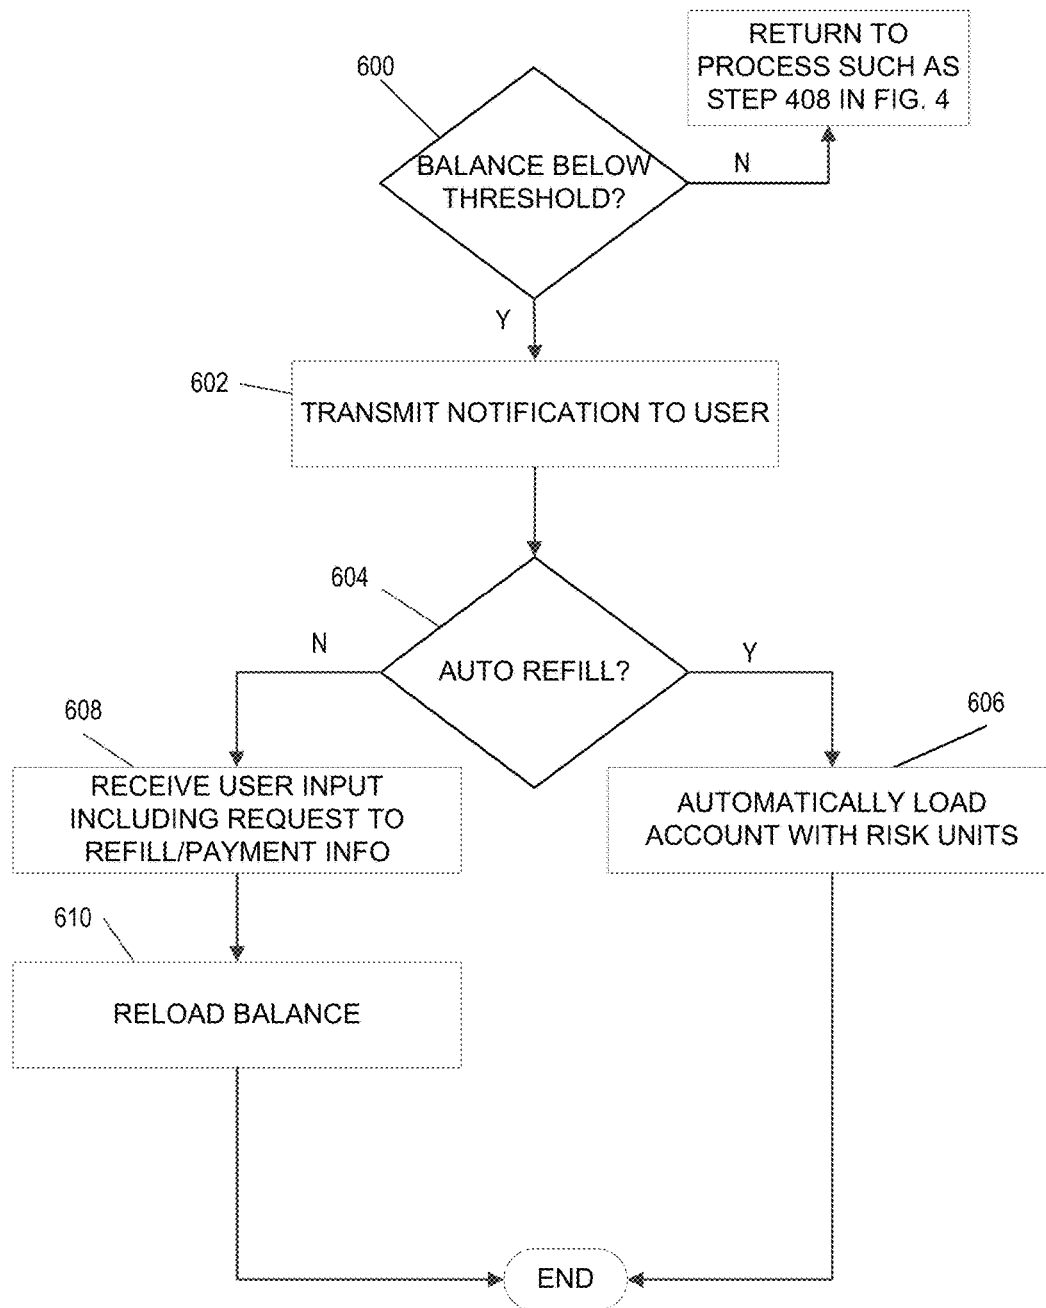 RETURN TO
PROCESS SUCH AS
STEP 408 IN FIG. 4
600
BALANCE BELOW
THRESHOLD?
N
Y
602
TRANSMIT NOTIFICATION TO USER
604
N
AUTO REFILL?
Y
608
606
RECEIVE USER INPUT
INCLUDING REQUEST TO
REFILL/PAYMENT INFO
AUTOMATICALLY LOAD
ACCOUNT WITH RISK UNITS
610
RELOAD BALANCE
END